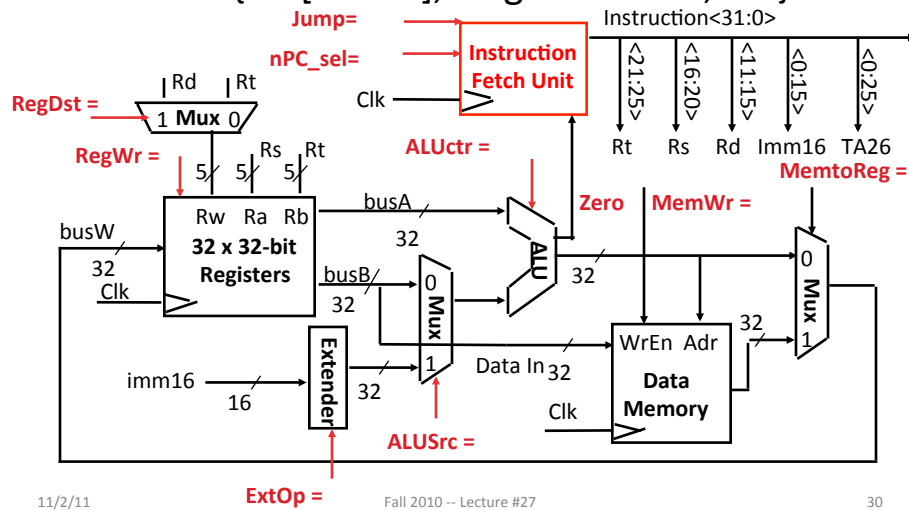 Jump=
Instruction<31:0>
nPC_sel=
Instruction
Fetch Unit
Clk
<21:25>
<16:20>
<11:15>
<0:15>
<0:25>
Rd Rt
RegDst =
1 Mux 0
Rt Rs Rd Imm16 TA26
RegWr =
5 5 5
Rs Rt
ALUctr =
MemtoReg =
Zero
MemWr =
busW
32
Rw Ra Rb
32 x 32-bit
Registers
Clk
busA
32
busB
32
0
Mux
1
ALU
32
0
Mux
1
imm16
16
Extender
32
Data In 32
WrEn Adr
Data
Memory
32
Clk
ALUSrc =
ExtOp =
11/2/11
Fall 2010 -- Lecture #27
30